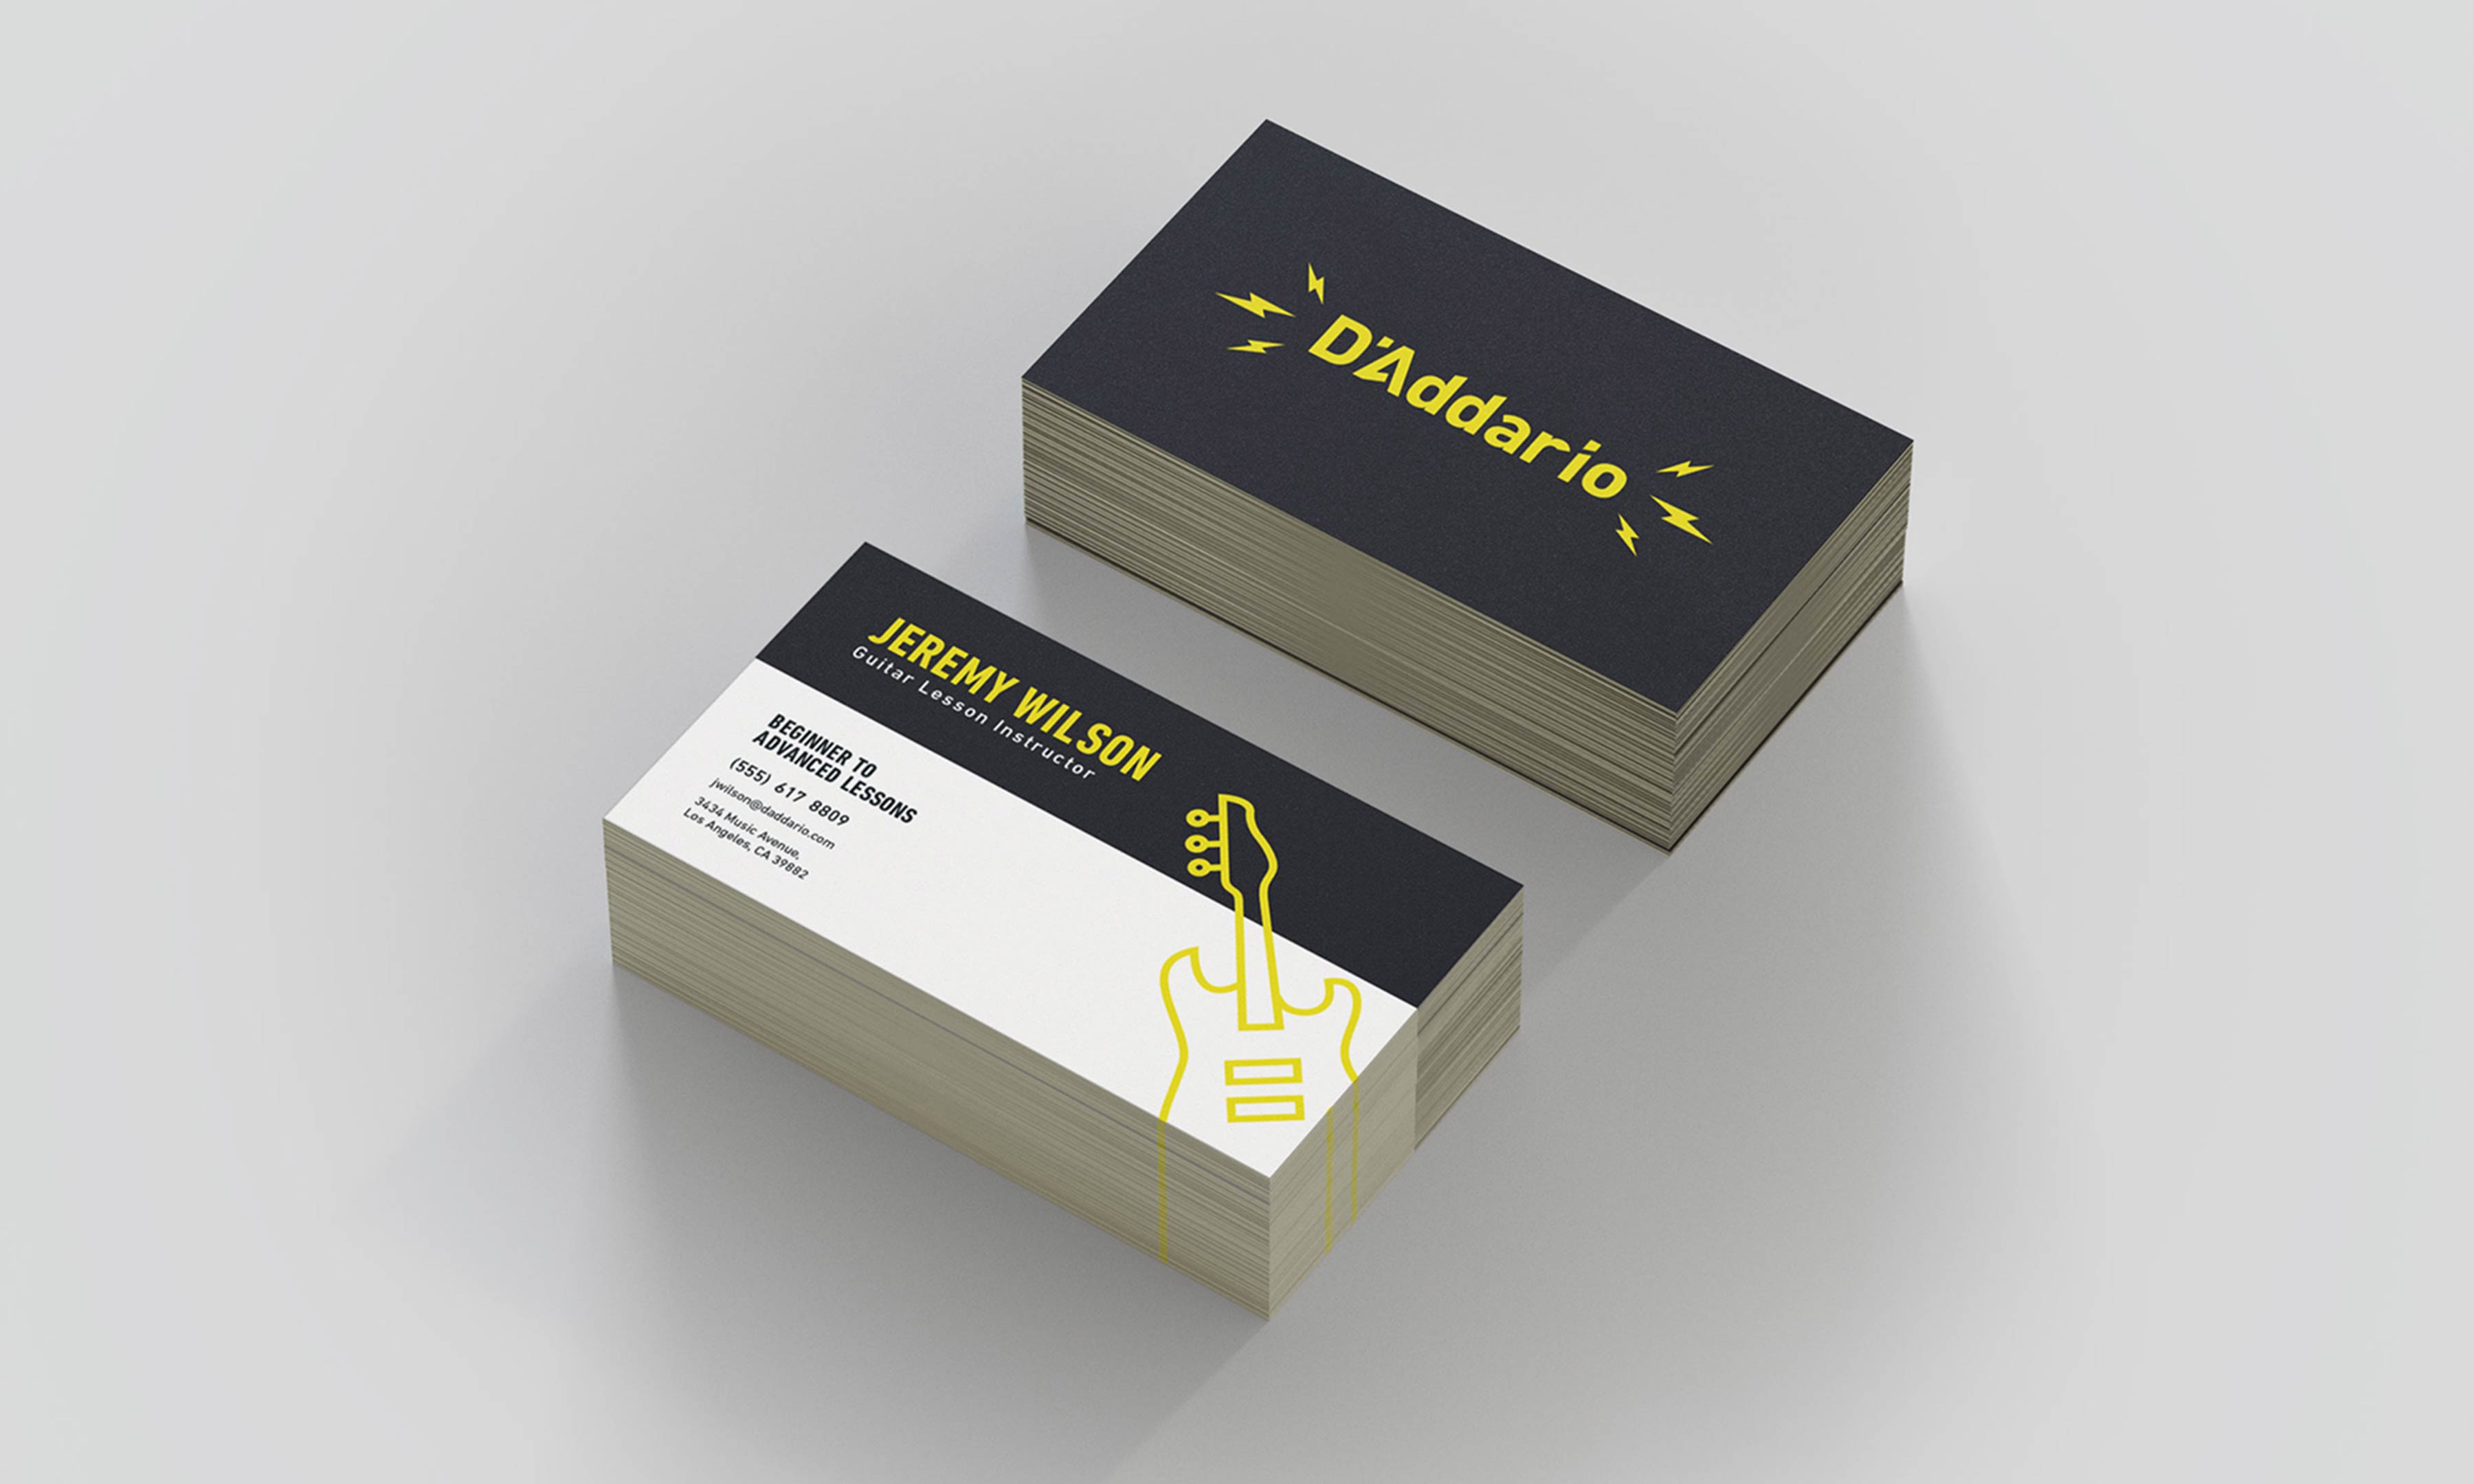 D'Addario
JEREMY WILSON
Guitar Lesson Instructor
BEGINNER TO
ADVANCED LESSONS
(555) 617 8809
jwilson@daddario.com
3434 Music Avenue,
Los Angeles, CA 39882